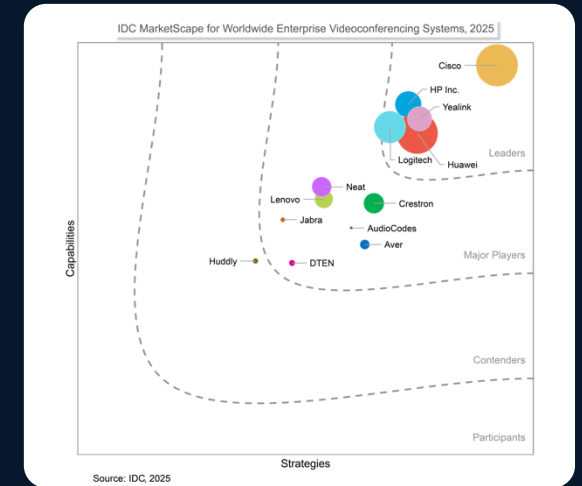 IDC MarketScape for Worldwide Enterprise Videoconferencing Systems, 2025
Cisco
HP Inc.
Yealink
Leaders
Logitech
Huawei
Neat
Lenovo
Crestron
Jabra
AudioCodes
Aver
Major Players
Huddly
DTEN
Capabilities
Contenders
Participants
Strategies
Source: IDC, 2025